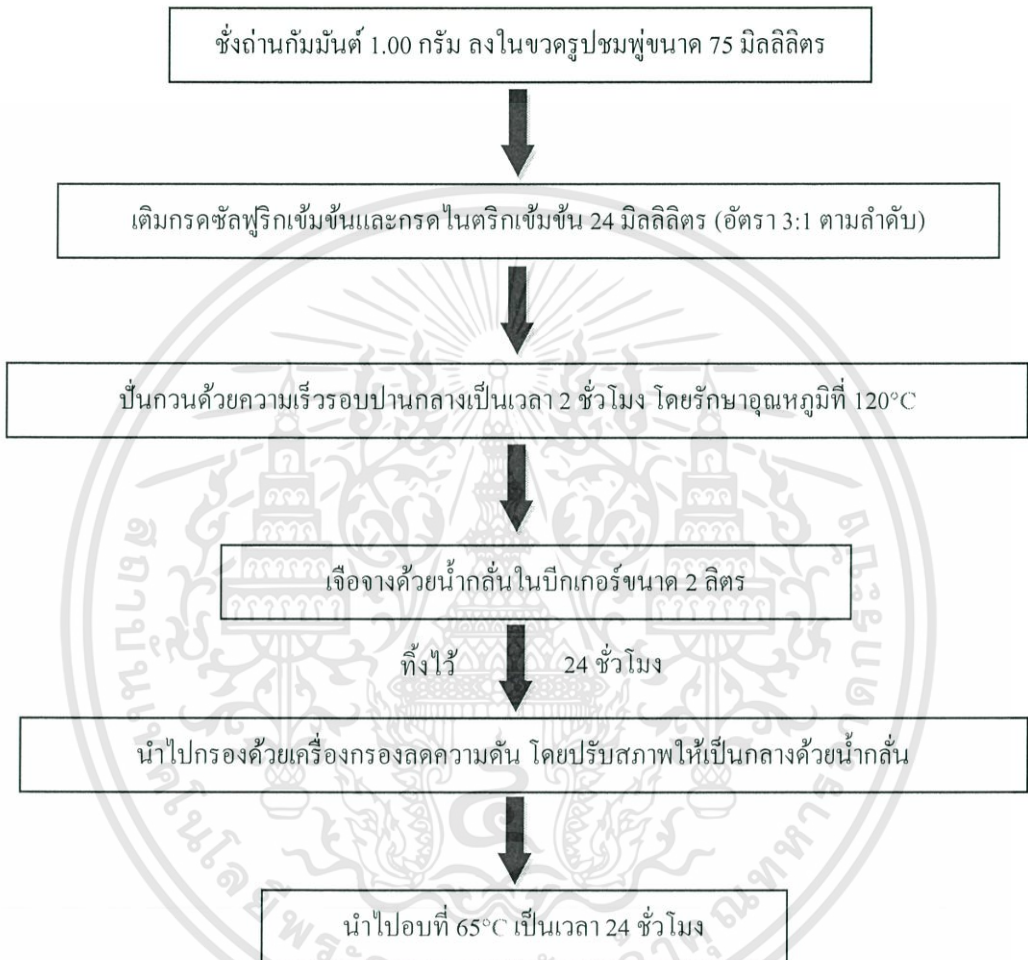 ชั่งถ่านกัมมันต์ 1.00 กรัม ลงในขวดรูปชมพู่ขนาด 75 มิลลิลิตร
เติมกรดซัลฟูริกเข้มข้นและกรดไนตริกเข้มข้น 24 มิลลิลิตร (อัตรา 3:1 ตามลำดับ)
ปั่นกวนด้วยความเร็วรอบปานกลางเป็นเวลา 2 ชั่วโมง โดยรักษาอุณหภูมิที่ 120°C
เจือจางด้วยน้ำกลั่นในบีกเกอร์ขนาด 2 ลิตร
ทิ้งไว้ 24 ชั่วโมง
นำไปกรองด้วยเครื่องกรองลดความดัน โดยปรับสภาพให้เป็นกลางด้วยน้ำกลั่น
นำไปอบที่ 65°C เป็นเวลา 24 ชั่วโมง